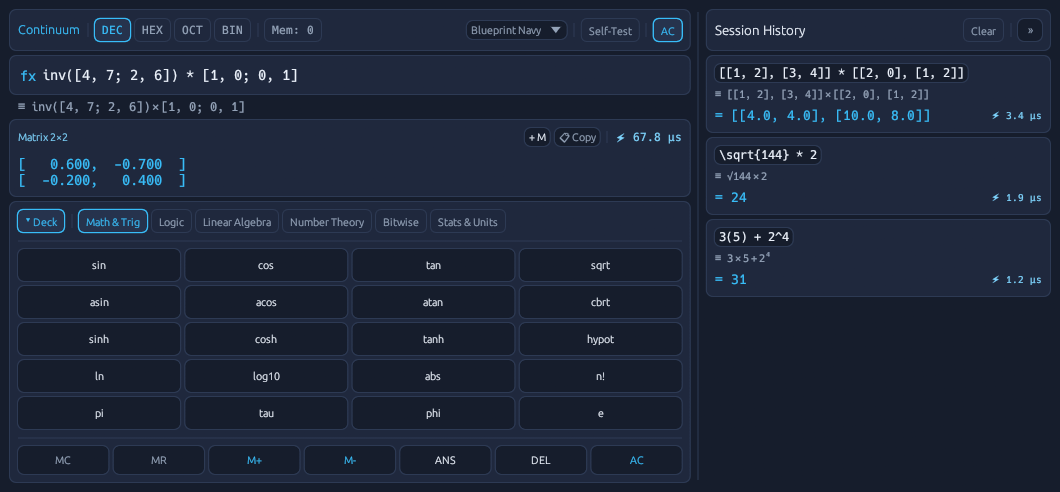 Continuum DEC HEX OCT BIN Mem: 0 Blueprint Navy ▼ Self-Test AC
fx inv([4, 7; 2, 6]) * [1, 0; 0, 1]
≡ inv([4, 7; 2, 6])×[1, 0; 0, 1]
Matrix 2×2 +M Copy ⚡ 67.8 μs
[ 0.600, -0.700 ]
[ -0.200, 0.400 ]
▾ Deck Math & Trig Logic Linear Algebra Number Theory Bitwise Stats & Units
sin cos tan sqrt
asin acos atan cbrt
sinh cosh tanh hypot
ln log10 abs n!
pi tau phi e
MC MR M+ M- ANS DEL AC
Session History Clear »
[[1, 2], [3, 4]] * [[2, 0], [1, 2]]
≡ [[1, 2], [3, 4]]×[[2, 0], [1, 2]]
= [[4.0, 4.0], [10.0, 8.0]] ⚡ 3.4 μs
\sqrt{144} * 2
≡ √144×2
= 24 ⚡ 1.9 μs
3(5) + 2^4
≡ 3×5+2⁴
= 31 ⚡ 1.2 μs